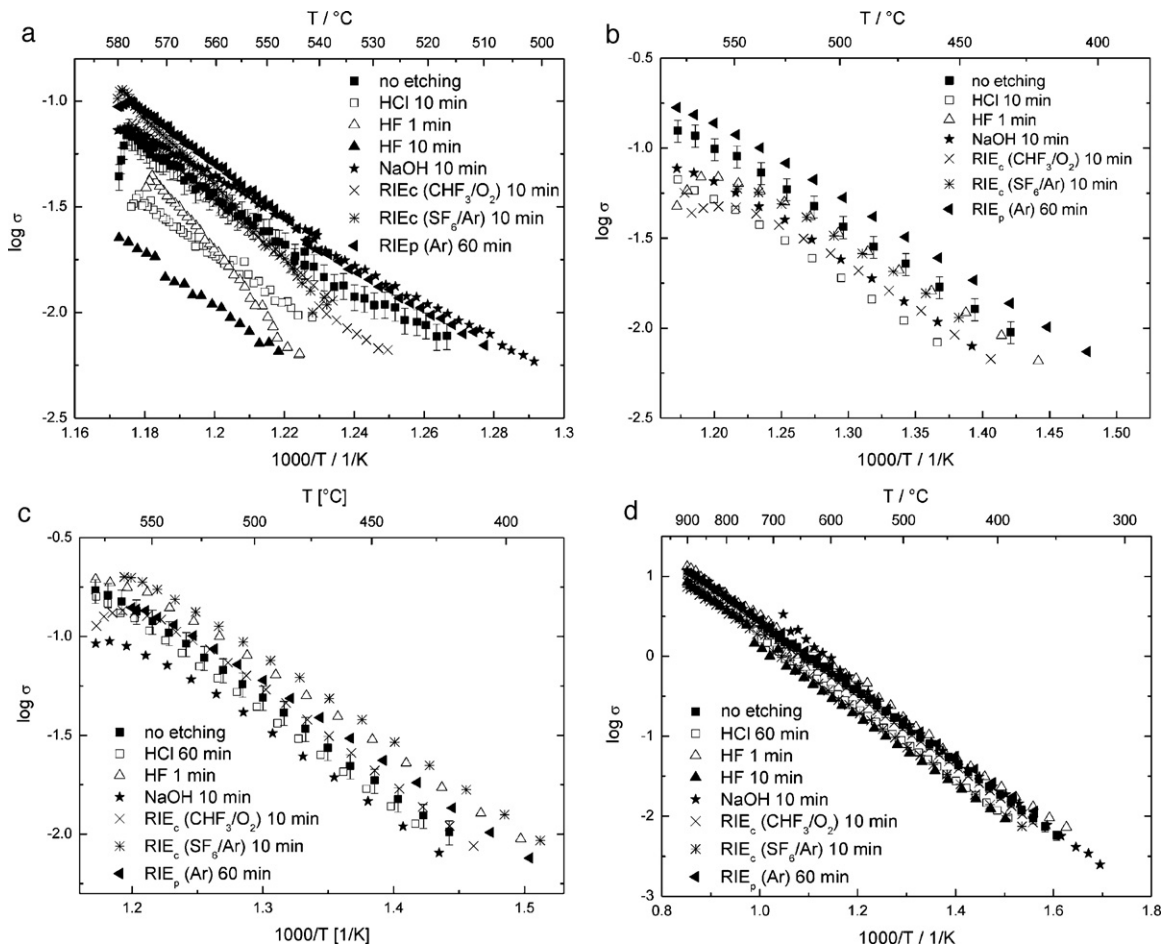 a
T / °C
580 570 560 550 540 530 520 510 500
no etching
HCl 10 min
HF 1 min
HF 10 min
NaOH 10 min
RIEc (CHF₃/O₂) 10 min
RIEc (SF₆/Ar) 10 min
RIEp (Ar) 60 min
log σ
-1.0
-1.5
-2.0
-2.5
1.16 1.18 1.2 1.22 1.24 1.26 1.28 1.3
1000/T / 1/K
b
T / °C
550 500 450 400
no etching
HCl 10 min
HF 1 min
NaOH 10 min
RIE꜀ (CHF₃/O₂) 10 min
RIE꜀ (SF₆/Ar) 10 min
RIEₚ (Ar) 60 min
log σ
-0.5
-1.0
-1.5
-2.0
-2.5
1.20 1.25 1.30 1.35 1.40 1.45 1.50
1000/T / 1/K
c
T [°C]
550 500 450 400
no etching
HCl 60 min
HF 1 min
NaOH 10 min
RIE꜀ (CHF₃/O₂) 10 min
RIE꜀ (SF₆/Ar) 10 min
RIEₚ (Ar) 60 min
log σ
-0.5
-1.0
-1.5
-2.0
1.2 1.3 1.4 1.5
1000/T [1/K]
d
T / °C
900 800 700 600 500 400 300
no etching
HCl 60 min
HF 1 min
HF 10 min
NaOH 10 min
RIE꜀ (CHF₃/O₂) 10 min
RIE꜀ (SF₆/Ar) 10 min
RIEₚ (Ar) 60 min
log σ
1
0
-1
-2
-3
0.8 1.0 1.2 1.4 1.6 1.8
1000/T / 1/K